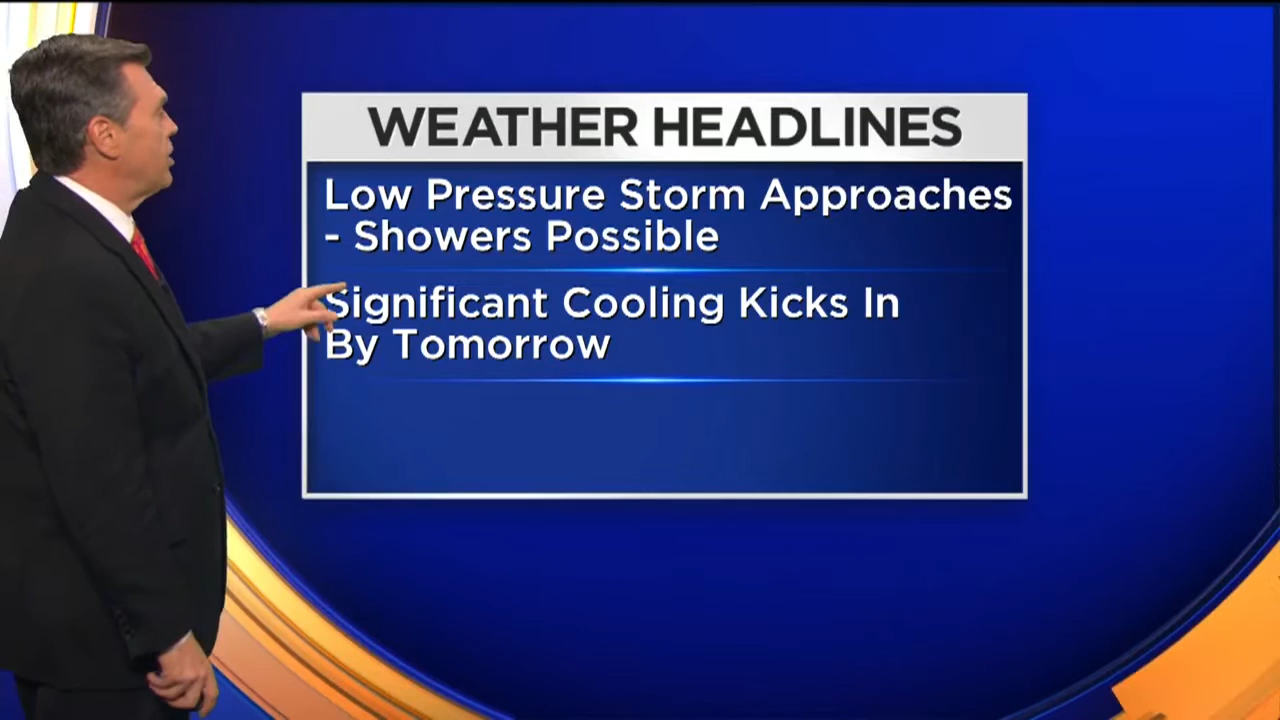 WEATHER HEADLINES
Low Pressure Storm Approaches
- Showers Possible
Significant Cooling Kicks In
By Tomorrow